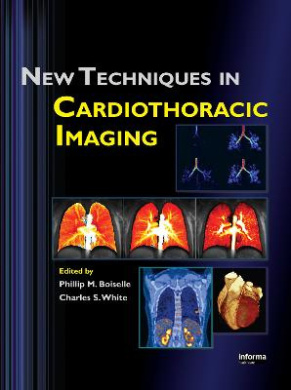 NEW TECHNIQUES IN
CARDIOTHORACIC
IMAGING
Edited by
Phillip M. Boiselle
Charles S. White
informa